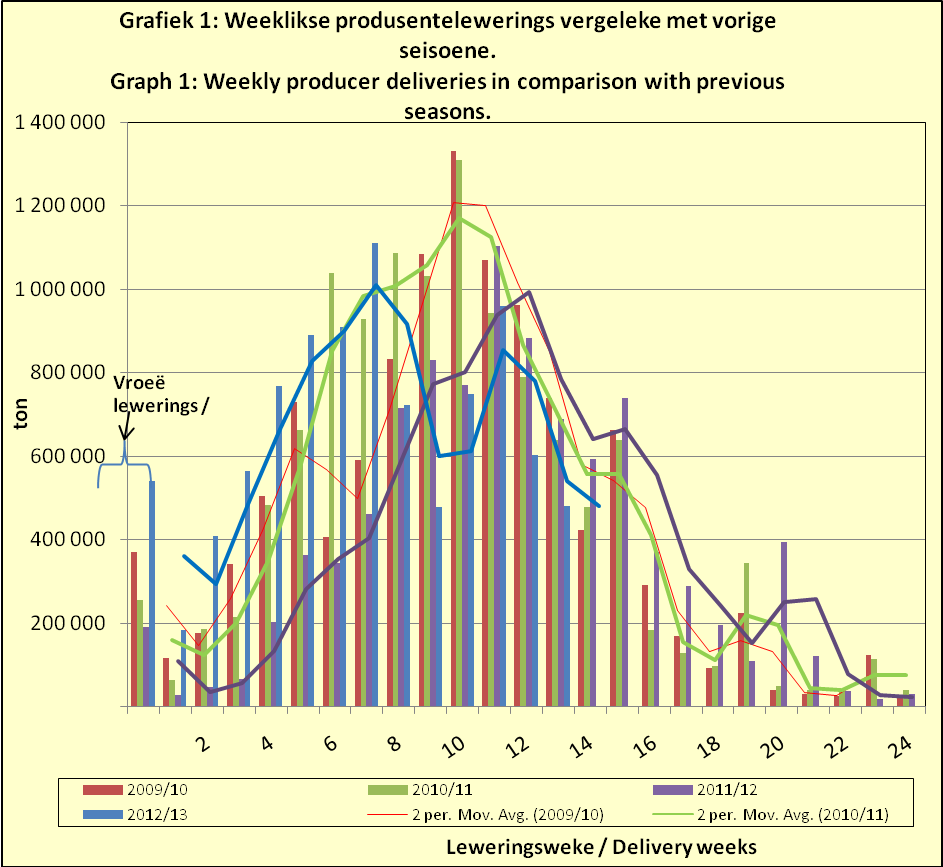 Grafiek 1: Weeklikse produsentelewerings vergeleke met vorige
seisoene.
Graph 1: Weekly producer deliveries in comparison with previous
seasons.
1 400 000
1 200 000
1 000 000
800 000
600 000
400 000
200 000
ton
Vroeë
lewerings /
2 4 6 8 10 12 14 16 18 20 22 24
2009/10 2010/11 2011/12
2012/13 2 per. Mov. Avg. (2009/10) 2 per. Mov. Avg. (2010/11)
Leweringsweke / Delivery weeks